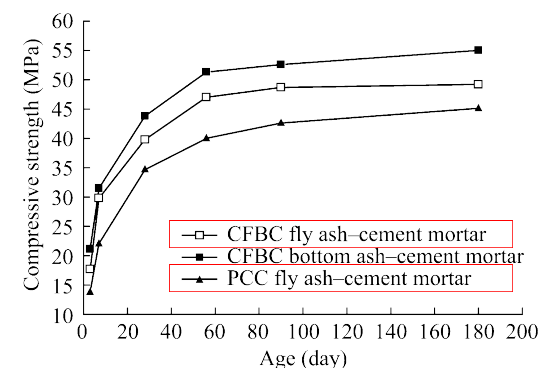 60
55
50
45
40
35
30
25
20
15
10
Compressive strength (MPa)
CFBC fly ash–cement mortar
CFBC bottom ash–cement mortar
PCC fly ash–cement mortar
0 20 40 60 80 100 120 140 160 180 200
Age (day)